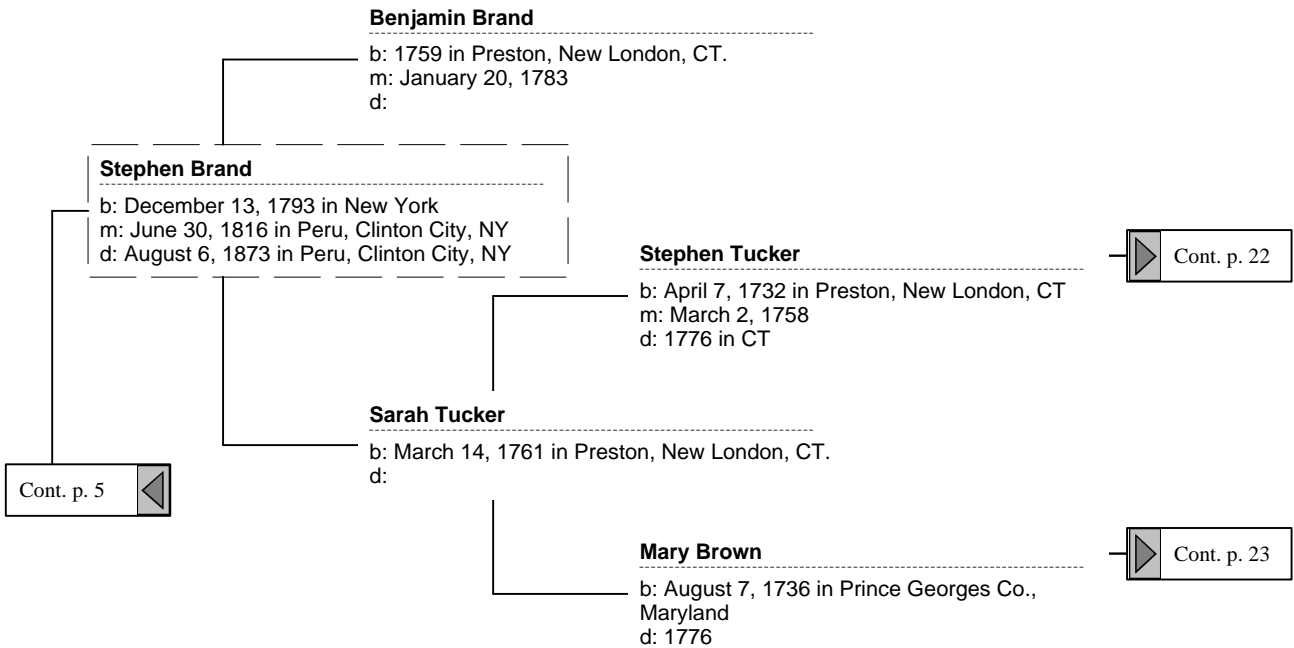 Benjamin Brand
b: 1759 in Preston, New London, CT.
m: January 20, 1783
d:
Stephen Brand
b: December 13, 1793 in New York
m: June 30, 1816 in Peru, Clinton City, NY
d: August 6, 1873 in Peru, Clinton City, NY
Stephen Tucker
b: April 7, 1732 in Preston, New London, CT
m: March 2, 1758
d: 1776 in CT
Cont. p. 22
Sarah Tucker
b: March 14, 1761 in Preston, New London, CT.
d:
Cont. p. 5
Mary Brown
b: August 7, 1736 in Prince Georges Co.,
Maryland
d: 1776
Cont. p. 23